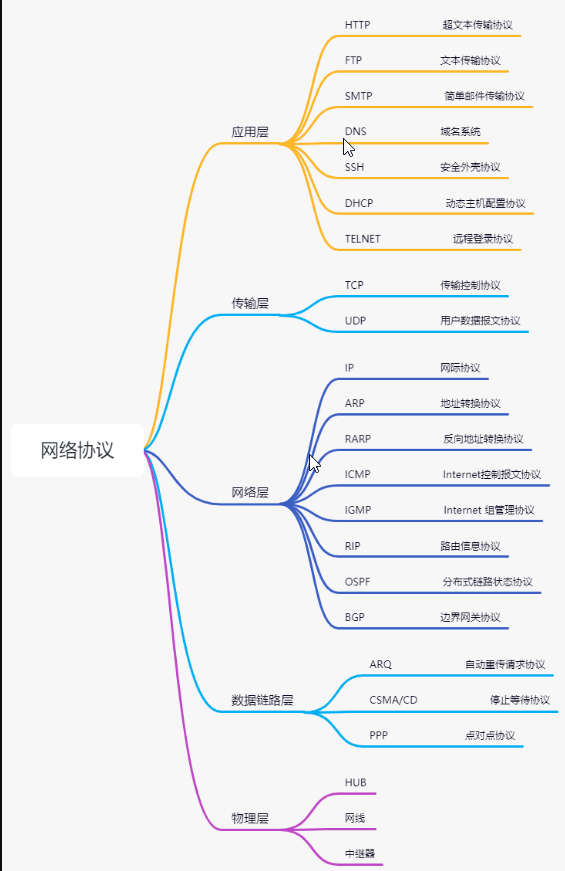 网络协议
应用层
HTTP 超文本传输协议
FTP 文本传输协议
SMTP 简单邮件传输协议
DNS 域名系统
SSH 安全外壳协议
DHCP 动态主机配置协议
TELNET 远程登录协议
传输层
TCP 传输控制协议
UDP 用户数据报文协议
网络层
IP 网际协议
ARP 地址转换协议
RARP 反向地址转换协议
ICMP Internet控制报文协议
IGMP Internet 组管理协议
RIP 路由信息协议
OSPF 分布式链路状态协议
BGP 边界网关协议
数据链路层
ARQ 自动重传请求协议
CSMA/CD 停止等待协议
PPP 点对点协议
物理层
HUB
网线
中继器